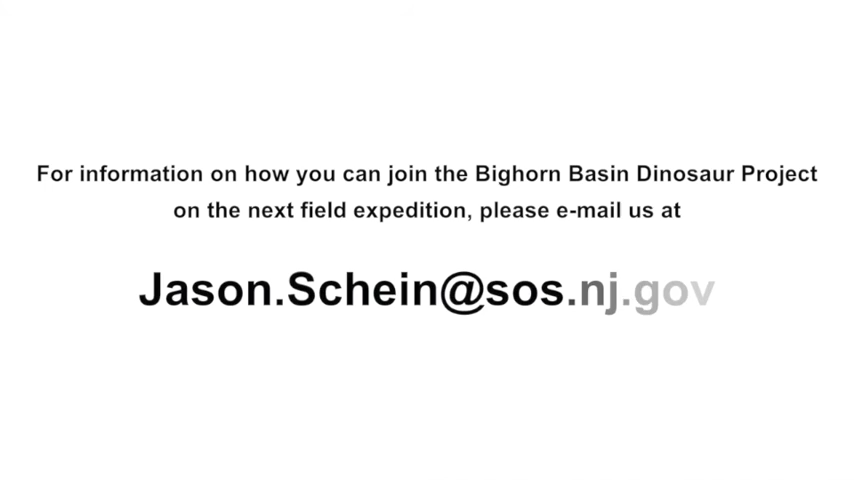 For information on how you can join the Bighorn Basin Dinosaur Project
on the next field expedition, please e-mail us at
Jason.Schein@sos.nj.gov